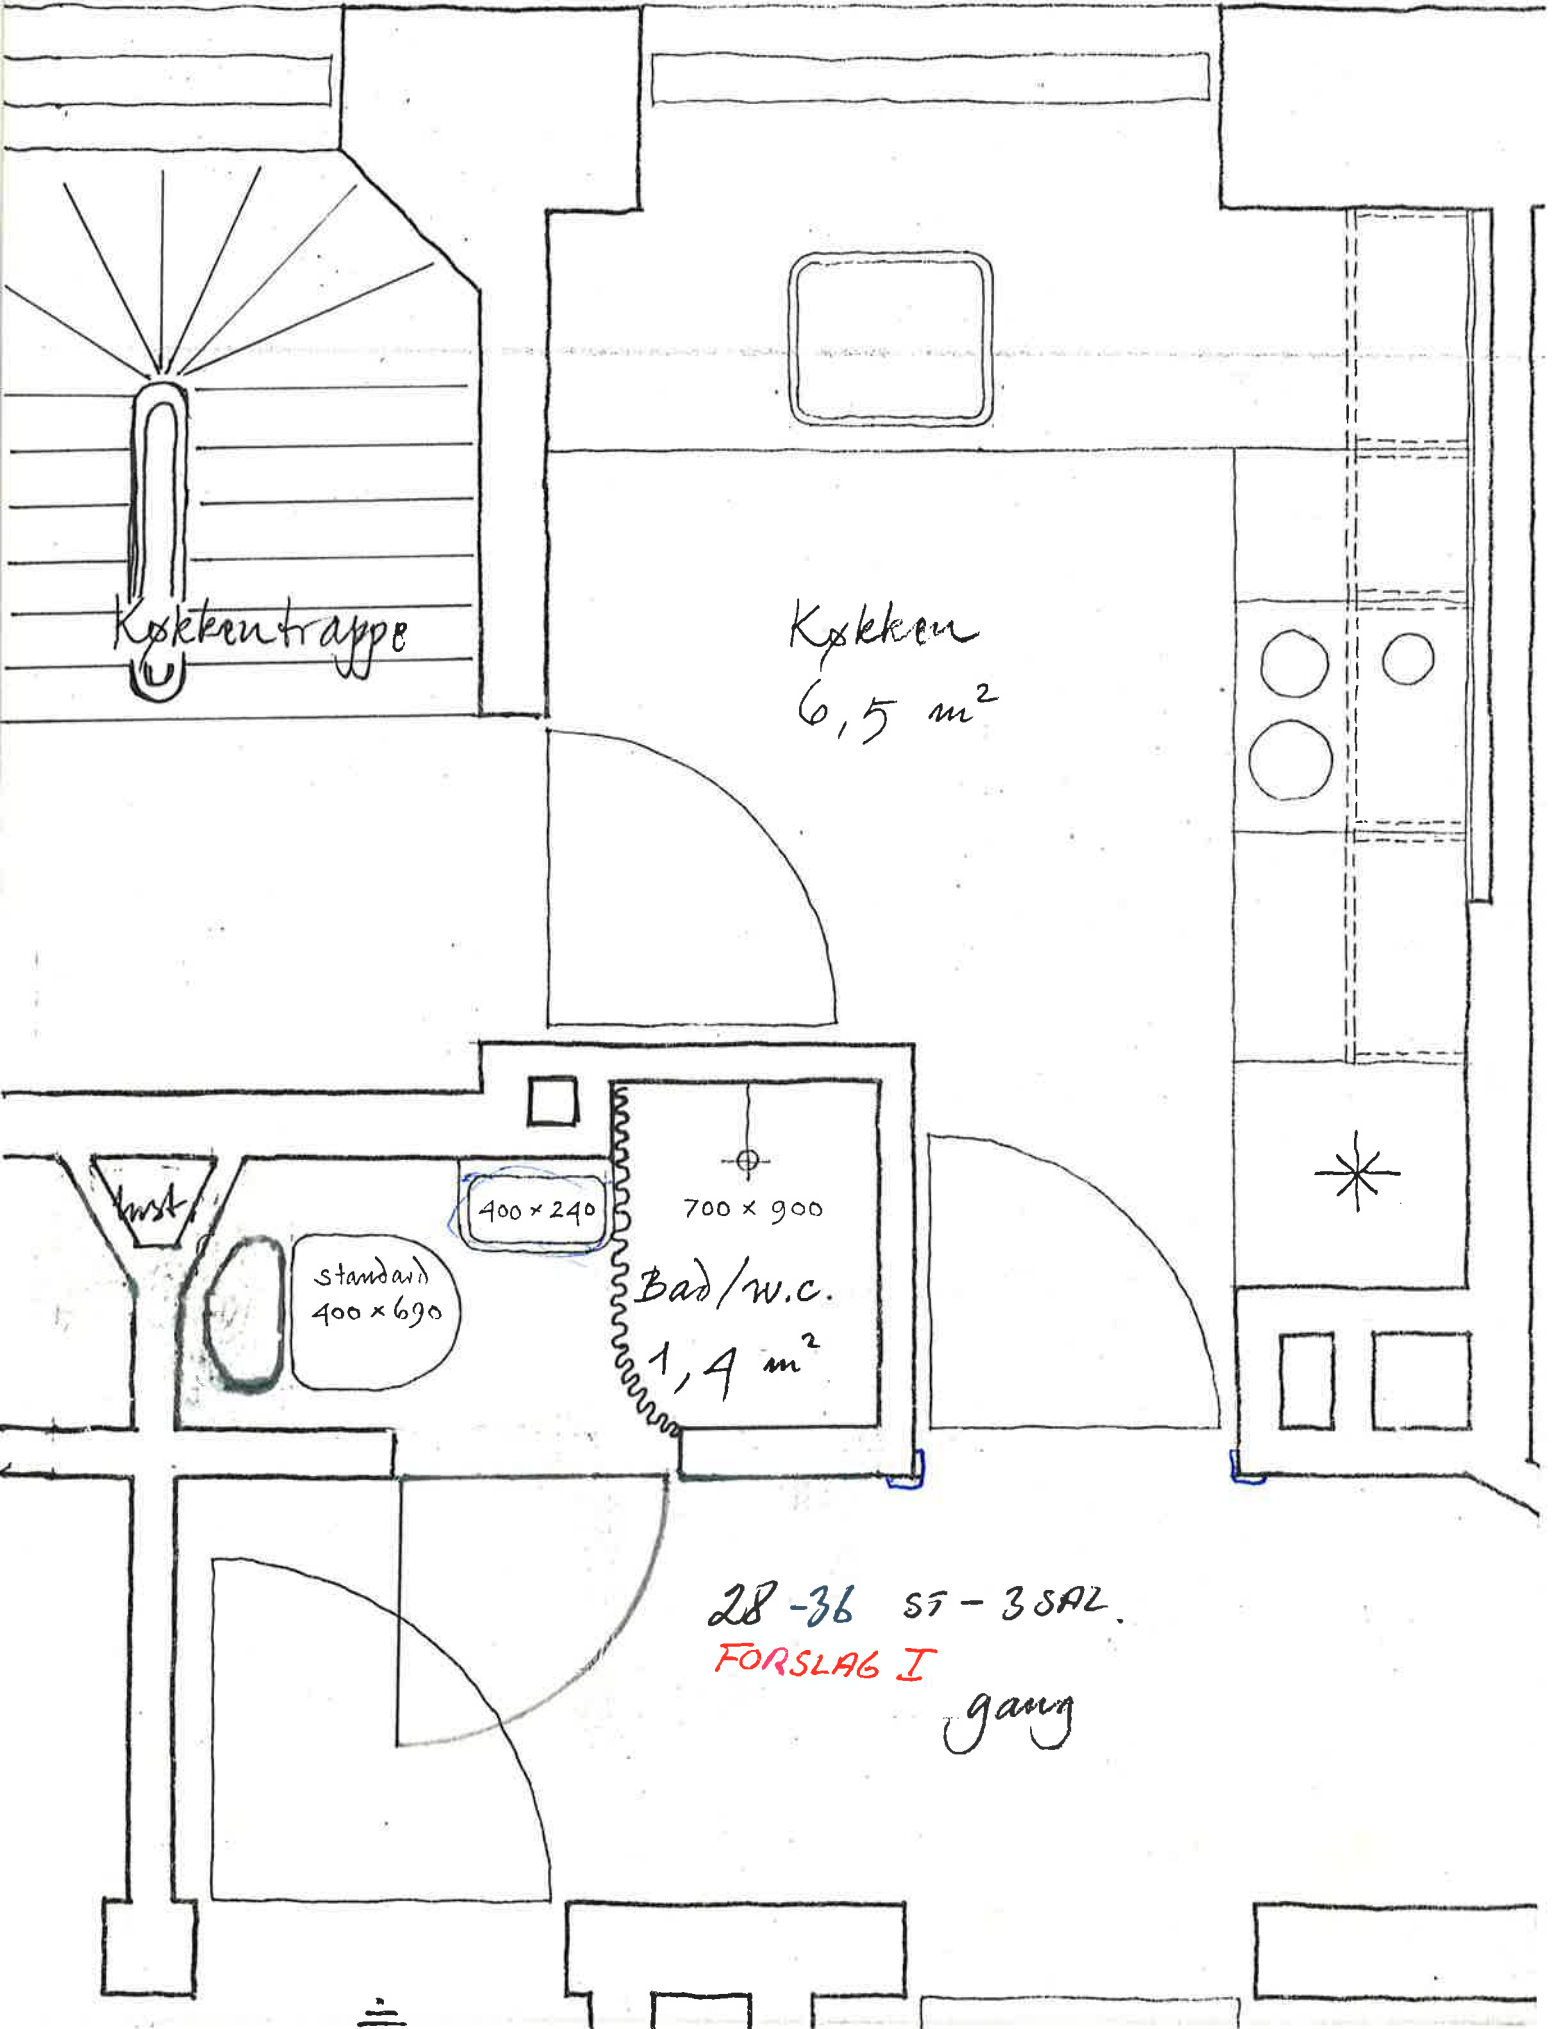 Køkkentrappe
Køkken
6,5 m²
Inst.
400 × 240
700 × 900
standard
400 × 690
Bad/w.c.
1,4 m²
28-36 ST - 3 SAL.
FORSLAG I
gang